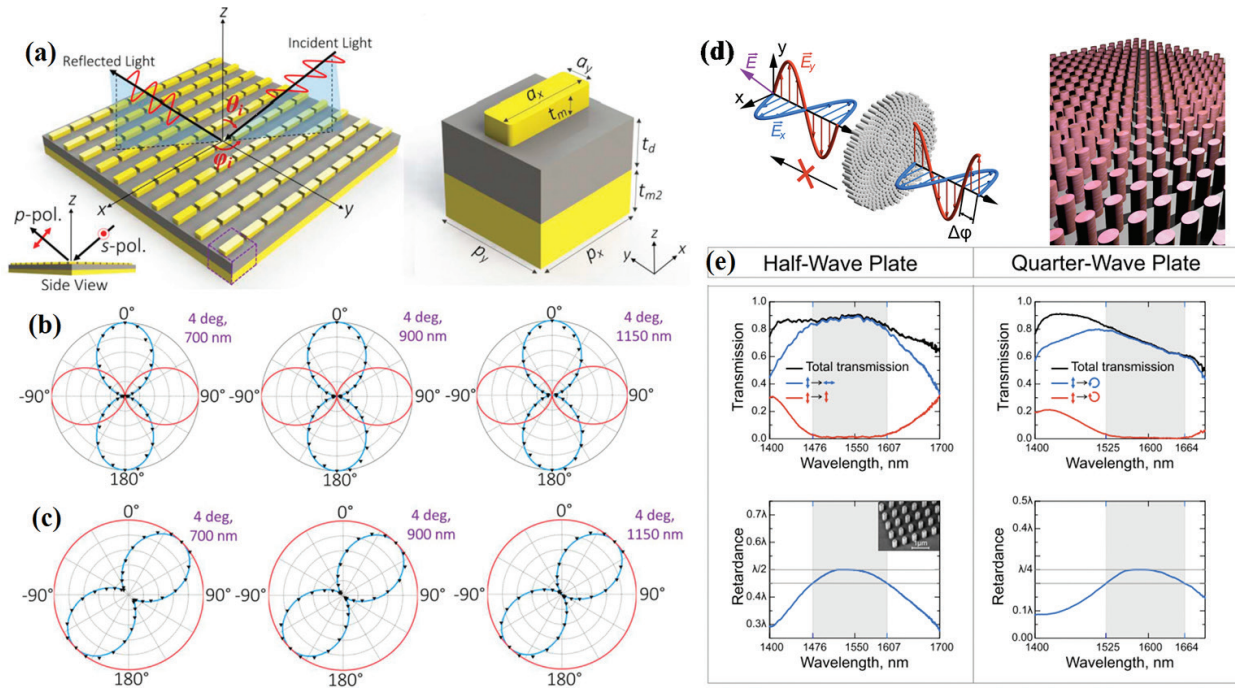 (a)
z
Reflected Light
Incident Light
θi
φi
x
y
z
p-pol.
s-pol.
Side View
ay
ax
tm
td
tm2
py
px
z
y
x
(b)
0°
4 deg,
700 nm
-90°
90°
180°
0°
4 deg,
900 nm
-90°
90°
180°
0°
4 deg,
1150 nm
-90°
90°
180°
(c)
0°
4 deg,
700 nm
-90°
90°
180°
0°
4 deg,
900 nm
-90°
90°
180°
0°
4 deg,
1150 nm
-90°
90°
180°
(d)
E
y
Ey
x
Ex
Δφ
(e)
Half-Wave Plate
Quarter-Wave Plate
Transmission
1.0
0.8
0.6
0.4
0.2
0.0
Total transmission
1400 1476 1550 1607 1700
Wavelength, nm
Transmission
1.0
0.8
0.6
0.4
0.2
0.0
Total transmission
1400 1525 1600 1664
Wavelength, nm
Retardance
0.7λ
λ/2
0.4λ
0.3λ
1μm
1400 1476 1550 1607 1700
Wavelength, nm
Retardance
0.5λ
0.4λ
λ/4
0.1λ
0.00
1400 1525 1600 1664
Wavelength, nm